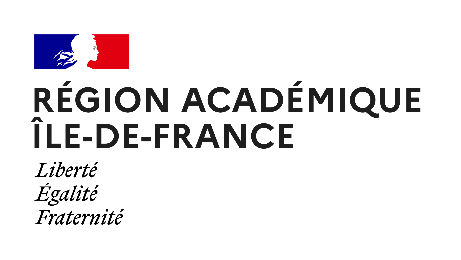 RÉGION ACADÉMIQUE
ÎLE-DE-FRANCE
Liberté
Égalité
Fraternité